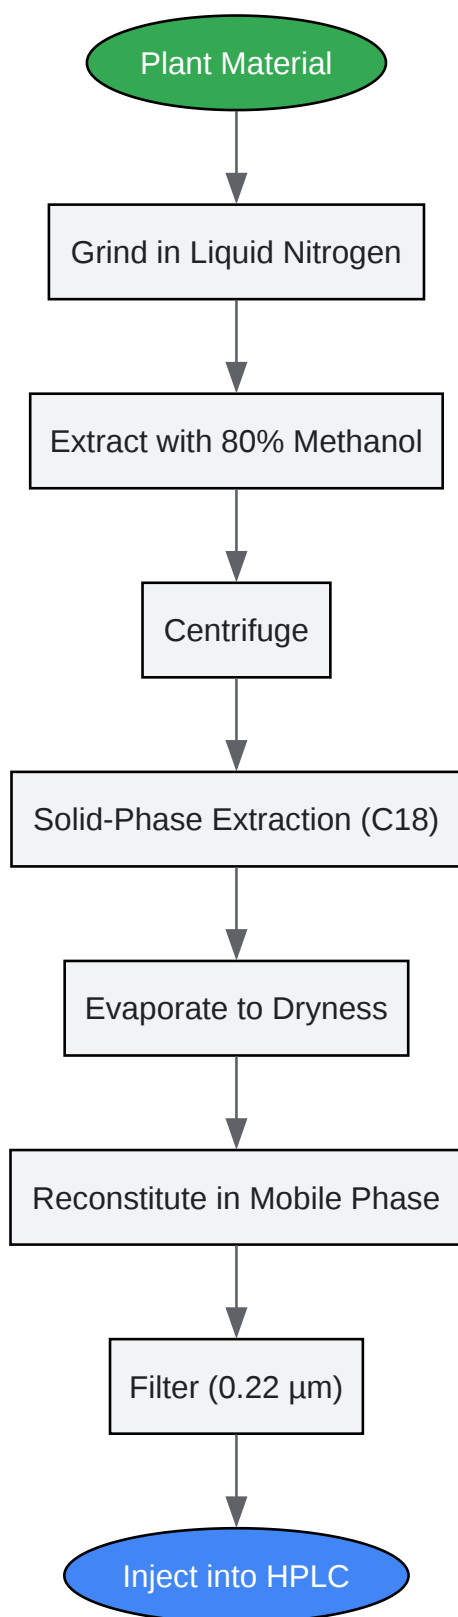 Plant Material
Grind in Liquid Nitrogen
Extract with 80% Methanol
Centrifuge
Solid-Phase Extraction (C18)
Evaporate to Dryness
Reconstitute in Mobile Phase
Filter (0.22 µm)
Inject into HPLC